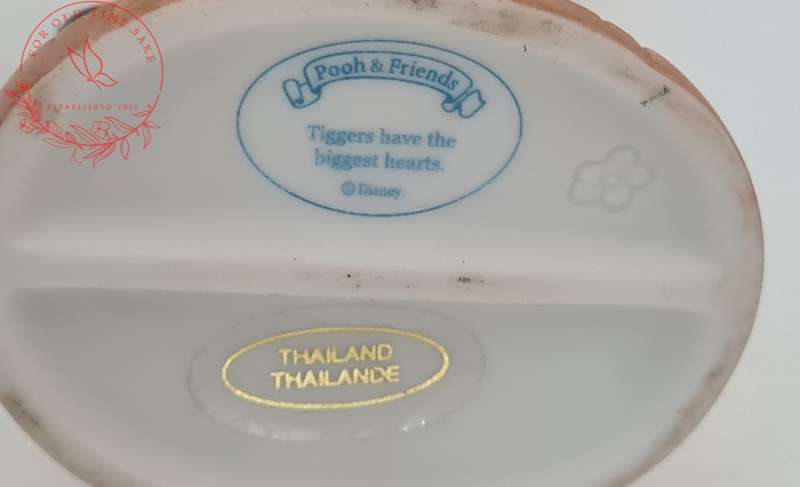 FOR OLD TIME SAKE
ESTABLISHED 2010
Pooh & Friends
Tiggers have the
biggest hearts.
© Disney.
THAILAND
THAILANDE